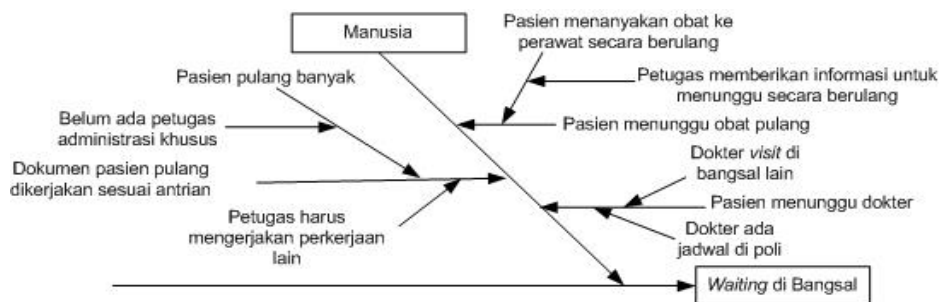 Manusia
Pasien menanyakan obat ke
perawat secara berulang
Pasien pulang banyak
Petugas memberikan informasi untuk
menunggu secara berulang
Belum ada petugas
administrasi khusus
Pasien menunggu obat pulang
Dokumen pasien pulang
dikerjakan sesuai antrian
Dokter visit di
bangsal lain
Petugas harus
mengerjakan perkerjaan
lain
Pasien menunggu dokter
Dokter ada
jadwal di poli
Waiting di Bangsal